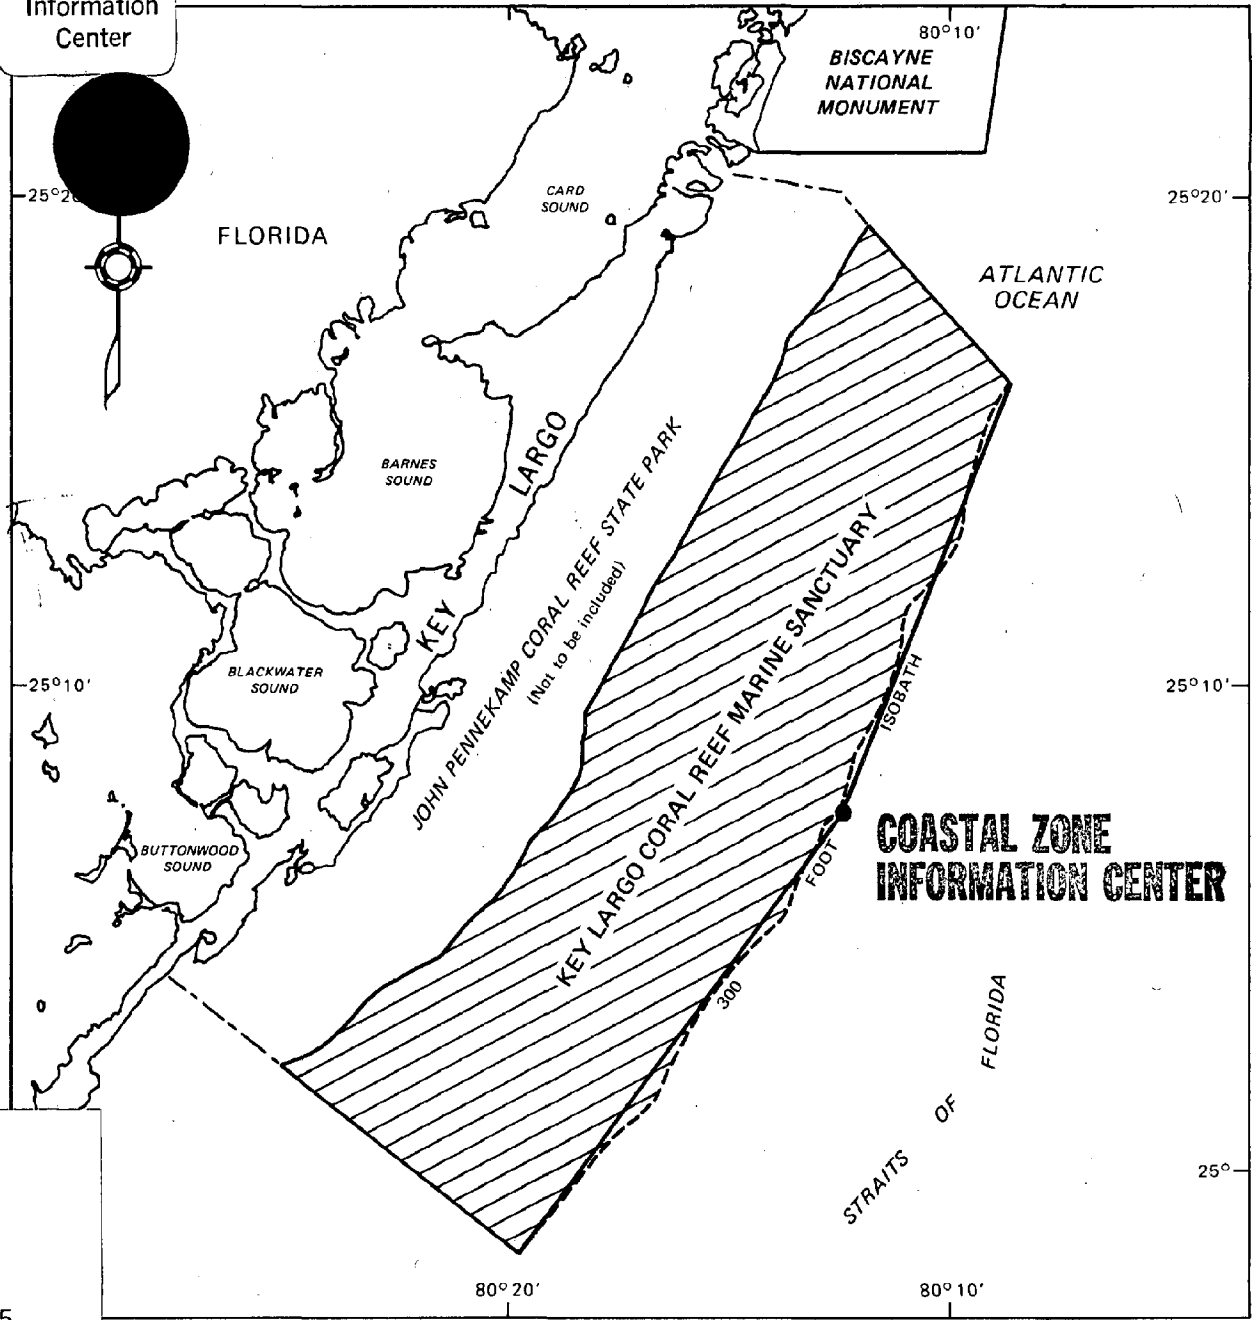 Information
Center
80°10'
BISCAYNE
NATIONAL
MONUMENT
25°20'
CARD
SOUND
FLORIDA
ATLANTIC
OCEAN
KEY LARGO
BARNES
SOUND
JOHN PENNEKAMP CORAL REEF STATE PARK
(Not to be included)
KEY LARGO CORAL REEF MARINE SANCTUARY
BLACKWATER
SOUND
25°10'
25°10'
300 FOOT ISOBATH
COASTAL ZONE
INFORMATION CENTER
BUTTONWOOD
SOUND
STRAITS OF FLORIDA
25°
80°20'
80°10'
5